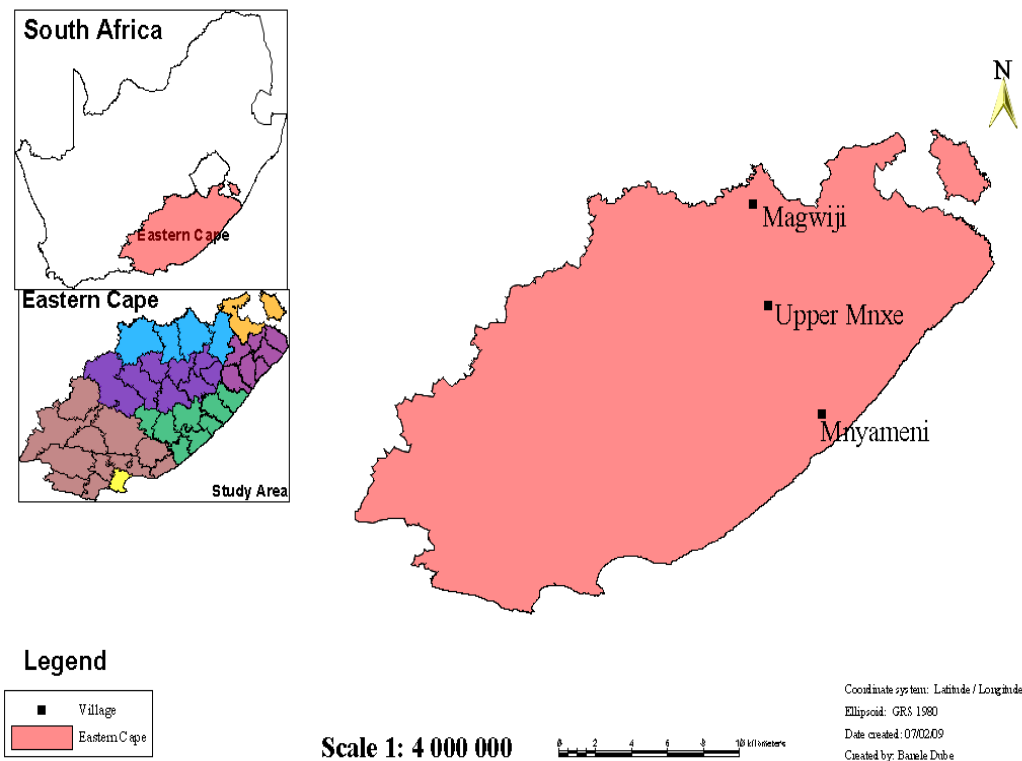 South Africa
Eastern Cape
Eastern Cape
Study Area
N
Magwiji
Upper Mnxe
Mnyameni
Legend
Village
Eastern Cape
Scale 1: 4 000 000
0 2 4 6 8 10 kilometers
Coordinate system: Latitude / Longitude
Ellipsoid: GRS 1980
Date created: 07/02/09
Created by: Banele Dube